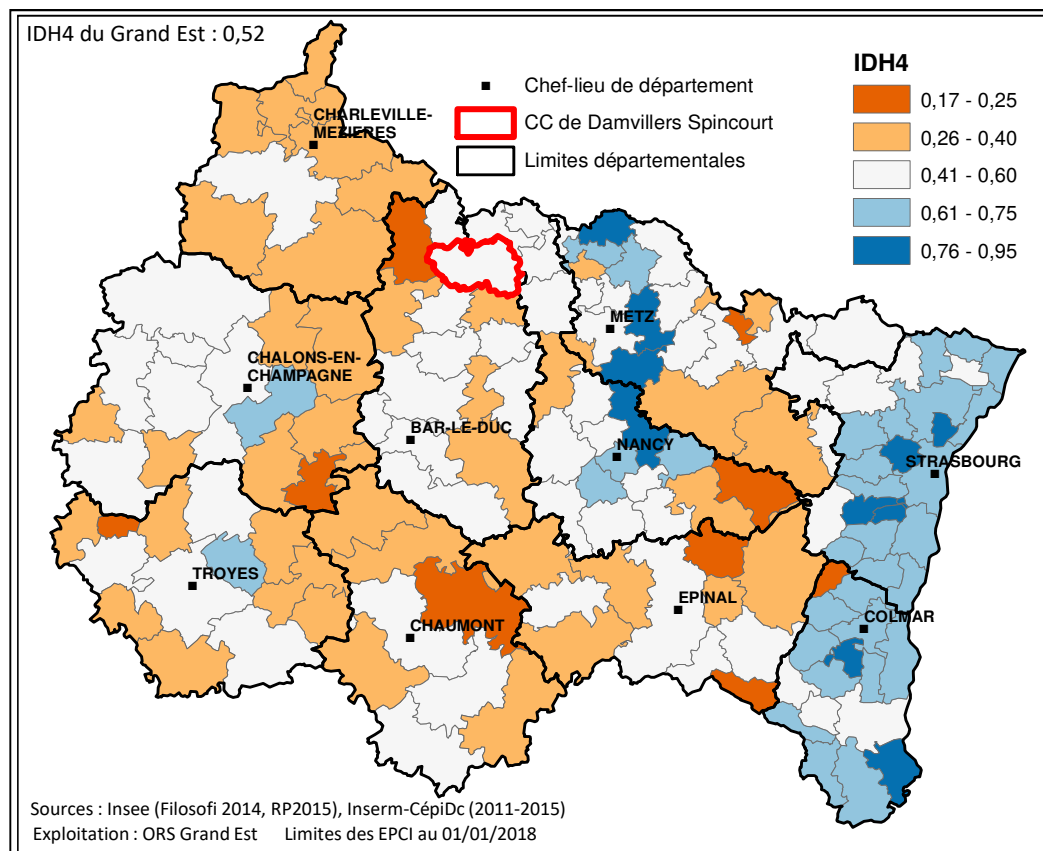 IDH4 du Grand Est : 0,52
IDH4
Chef-lieu de département
CC de Damvillers Spincourt
Limites départementales
0,17 - 0,25
0,26 - 0,40
0,41 - 0,60
0,61 - 0,75
0,76 - 0,95
CHARLEVILLE-
MEZIERES
METZ
CHALONS-EN-
CHAMPAGNE
BAR-LE-DUC
NANCY
STRASBOURG
TROYES
CHAUMONT
EPINAL
COLMAR
Sources : Insee (Filosofi 2014, RP2015), Inserm-CépiDc (2011-2015)
Exploitation : ORS Grand Est Limites des EPCI au 01/01/2018